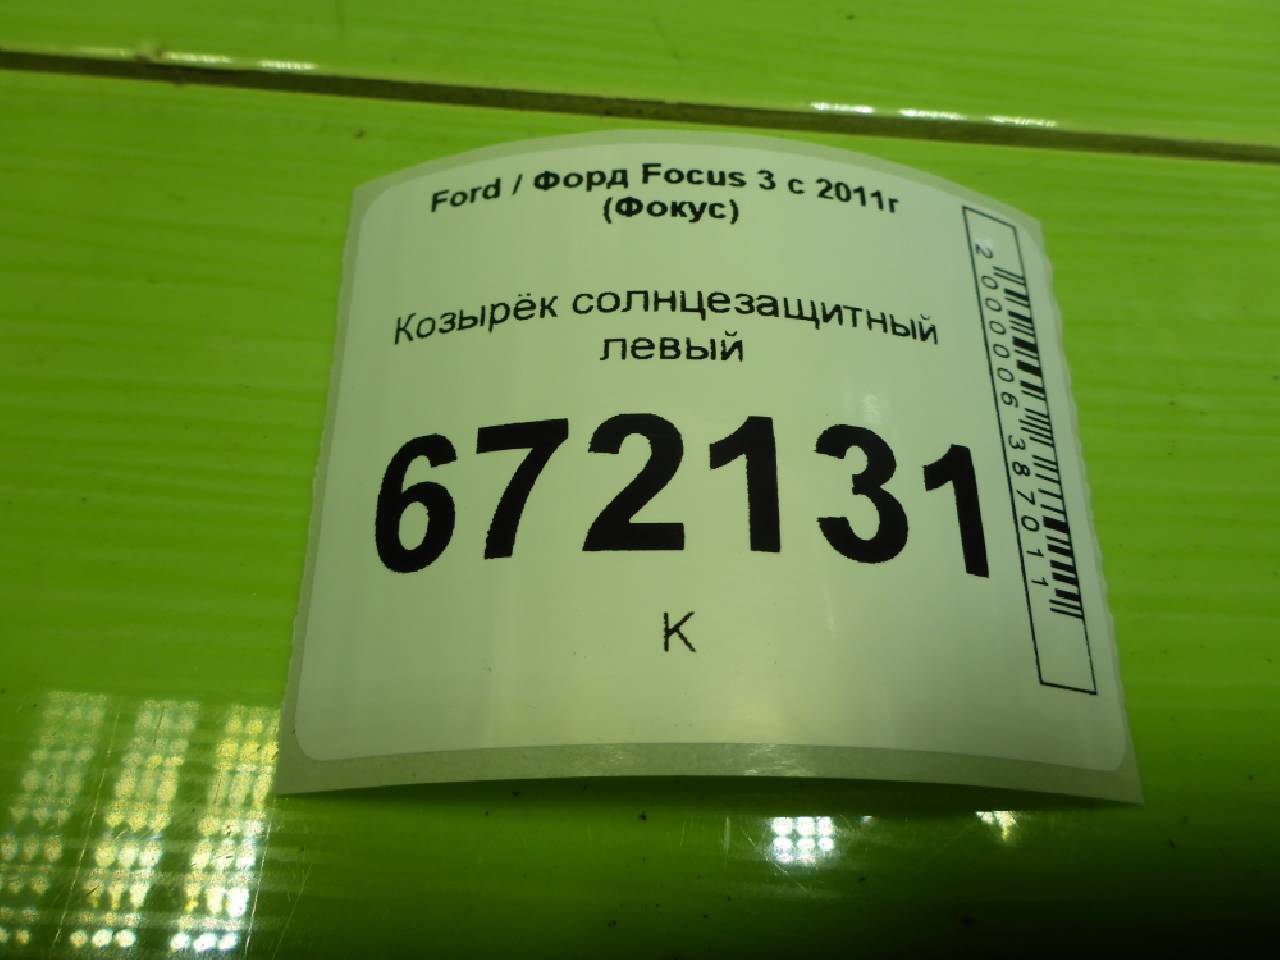 Ford / Форд Focus 3 с 2011г
(Фокус)
Козырёк солнцезащитный
левый
672131
К
2000006387011